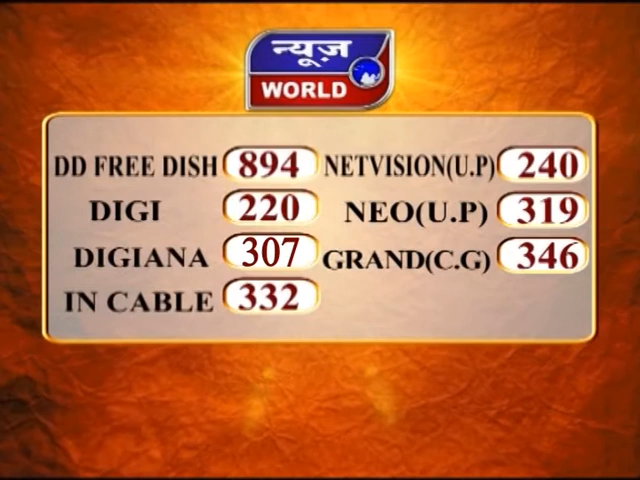 न्यूज़
WORLD
DD FREE DISH 894 NETVISION(U.P) 240
DIGI 220 NEO(U.P) 319
DIGIANA 307 GRAND(C.G) 346
IN CABLE 332